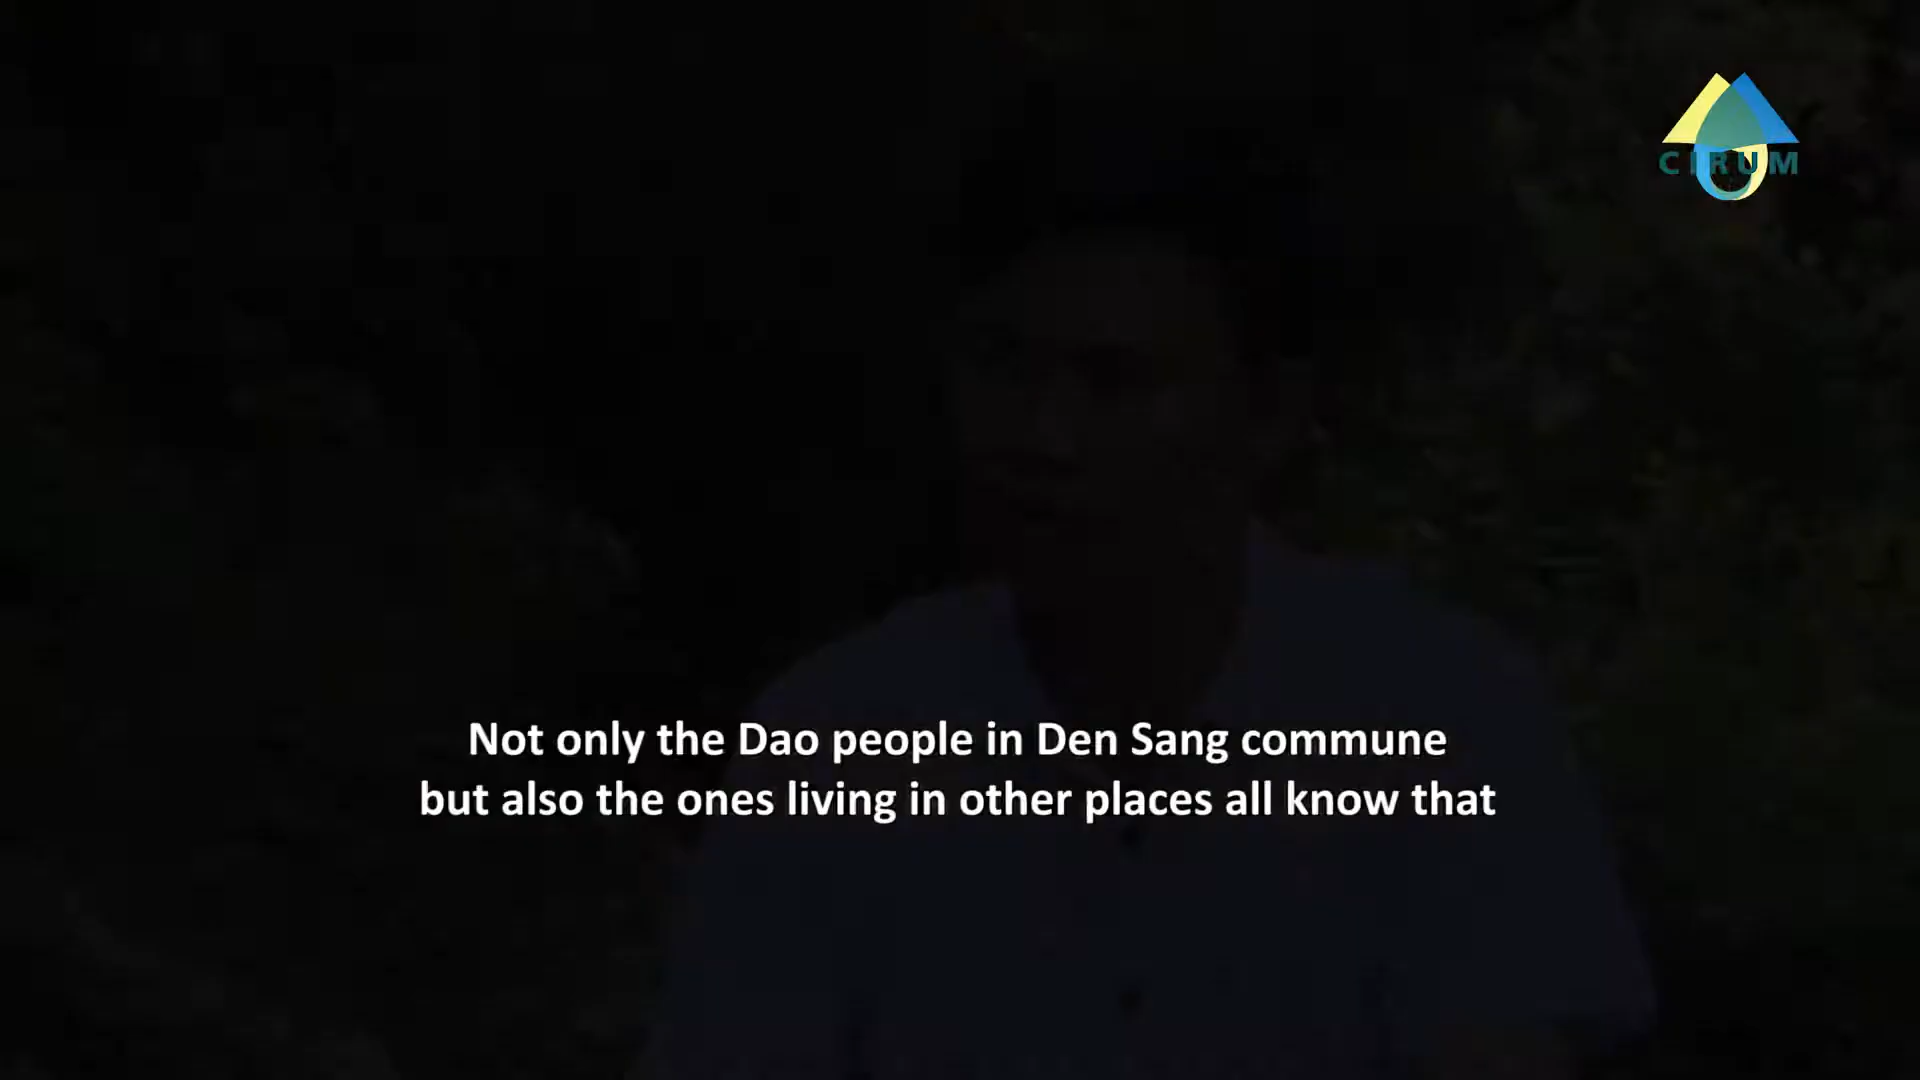 CIRUM
Not only the Dao people in Den Sang commune
but also the ones living in other places all know that